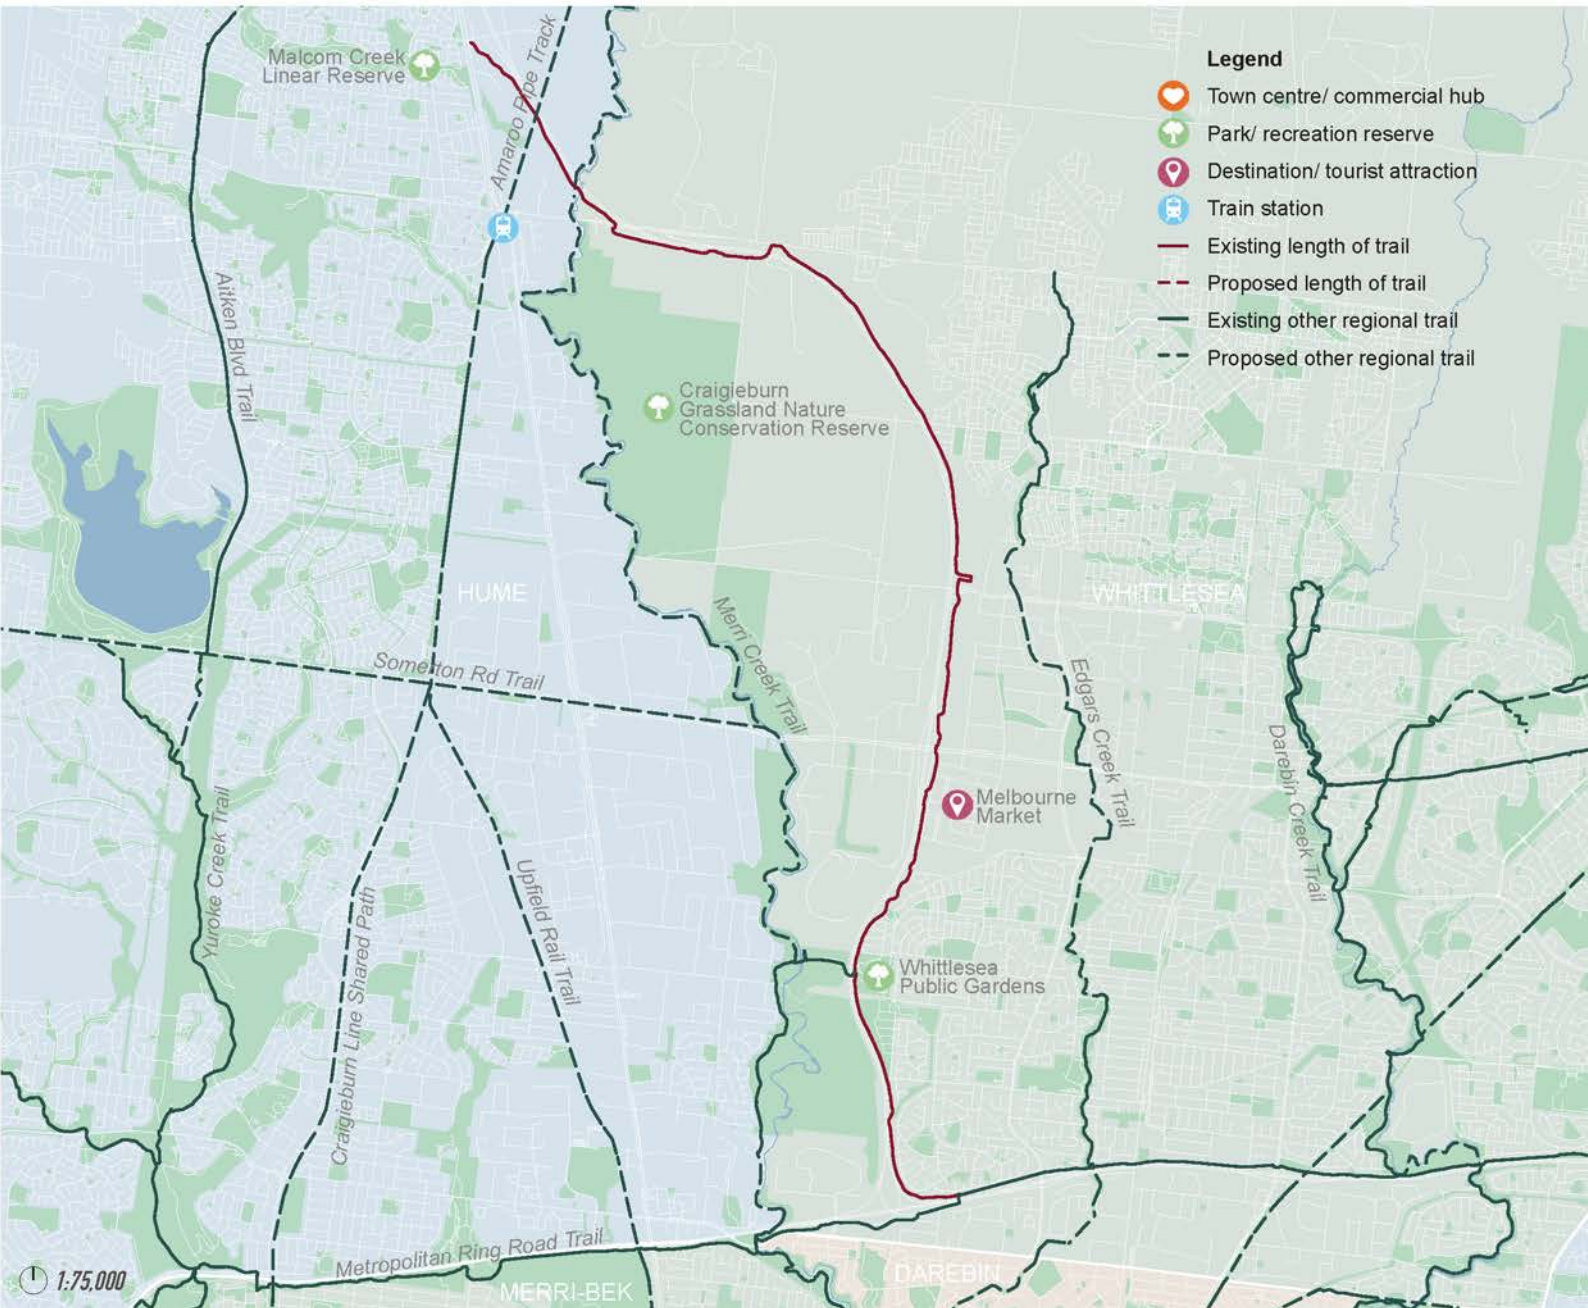 Amaroo Pipe Track
Malcom Creek
Linear Reserve
Legend
Town centre/ commercial hub
Park/ recreation reserve
Destination/ tourist attraction
Train station
Existing length of trail
Proposed length of trail
Existing other regional trail
Proposed other regional trail
Aitken Blvd Trail
Craigieburn
Grassland Nature
Conservation Reserve
HUME
WHITTLESEA
Merri Creek Trail
Somerton Rd Trail
Edgars Creek Trail
Darebin Creek Trail
Melbourne
Market
Yuroke Creek Trail
Upfield Rail Trail
Craigieburn Line Shared Path
Whittlesea
Public Gardens
Metropolitan Ring Road Trail
DAREBIN
MERRI-BEK
1:75,000